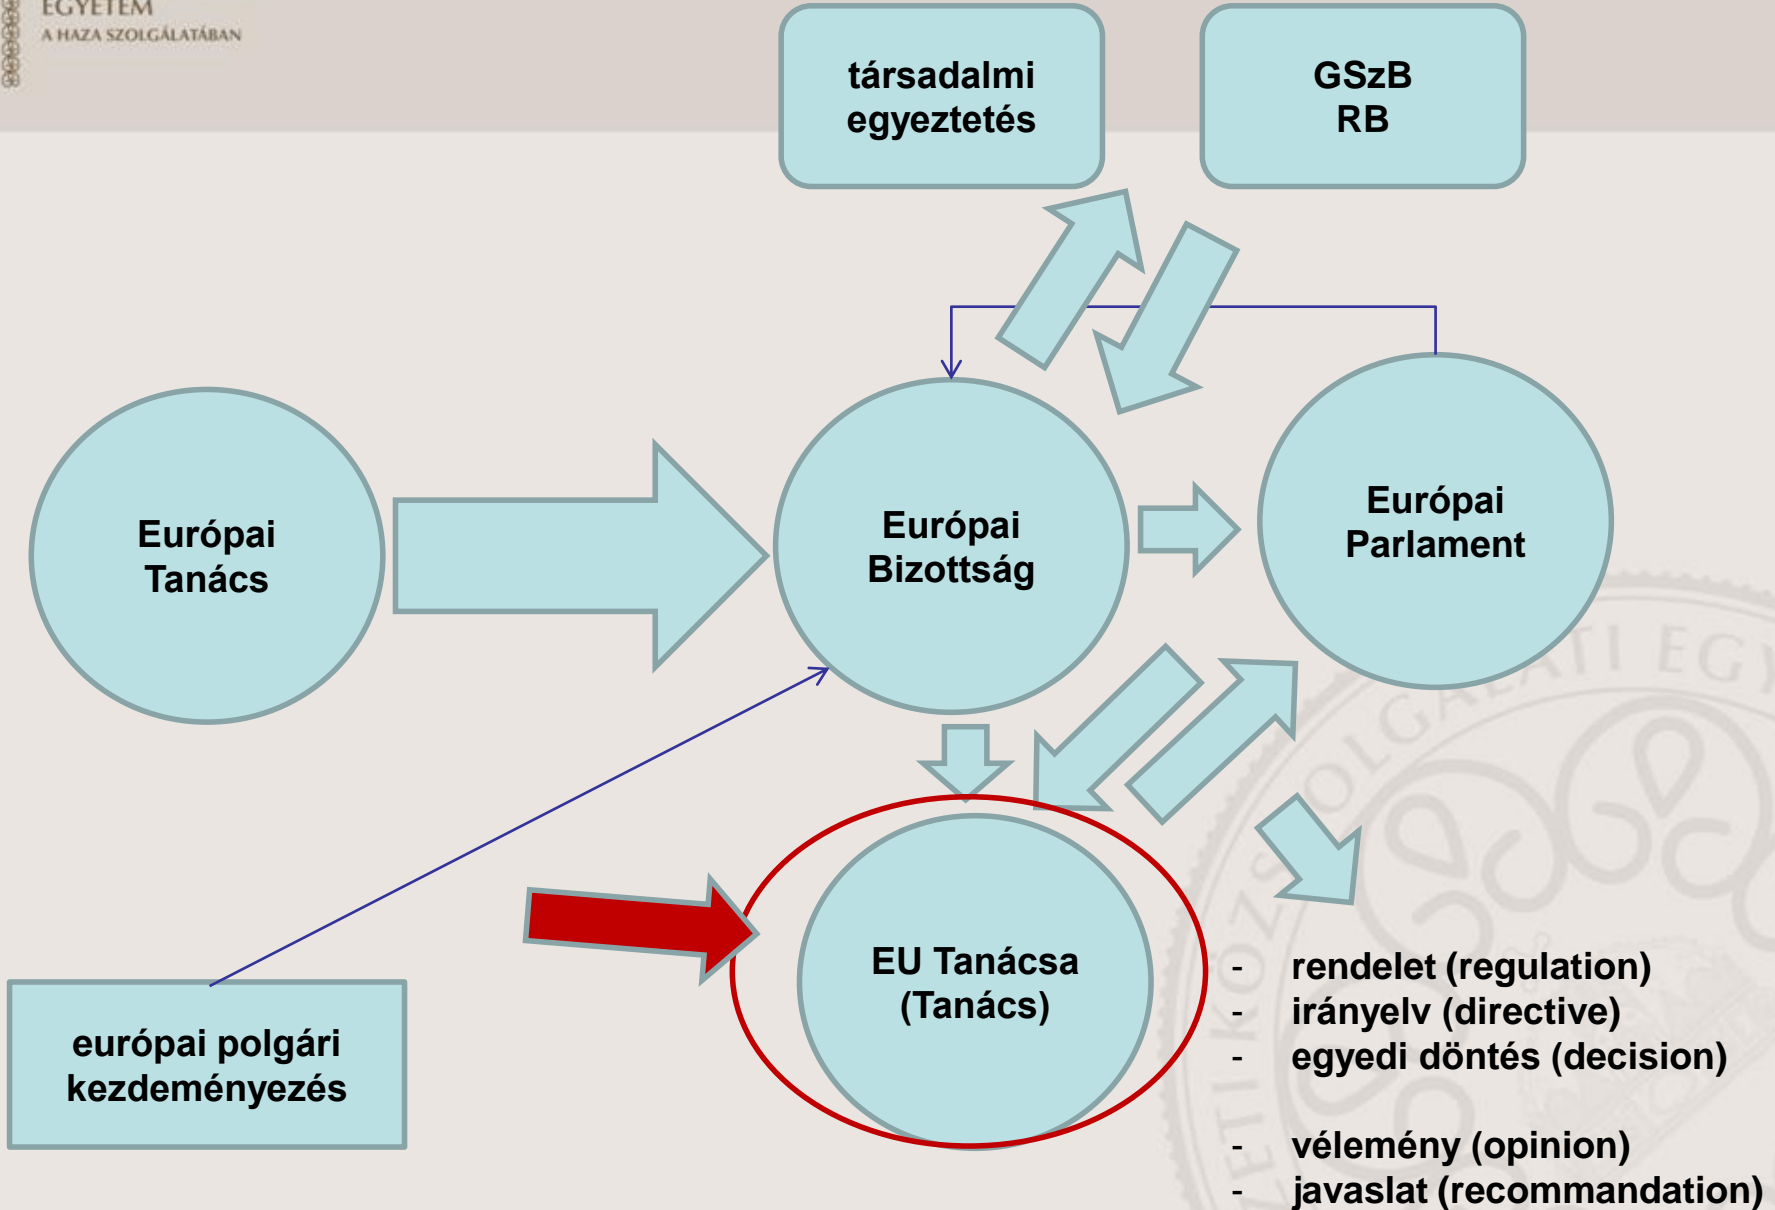 EGYETEM
A HAZA SZOLGÁLATÁBAN
társadalmi
egyeztetés
GSzB
RB
Európai
Tanács
Európai
Bizottság
Európai
Parlament
EU Tanácsa
(Tanács)
európai polgári
kezdeményezés
- rendelet (regulation)
- irányelv (directive)
- egyedi döntés (decision)
- vélemény (opinion)
- javaslat (recommandation)